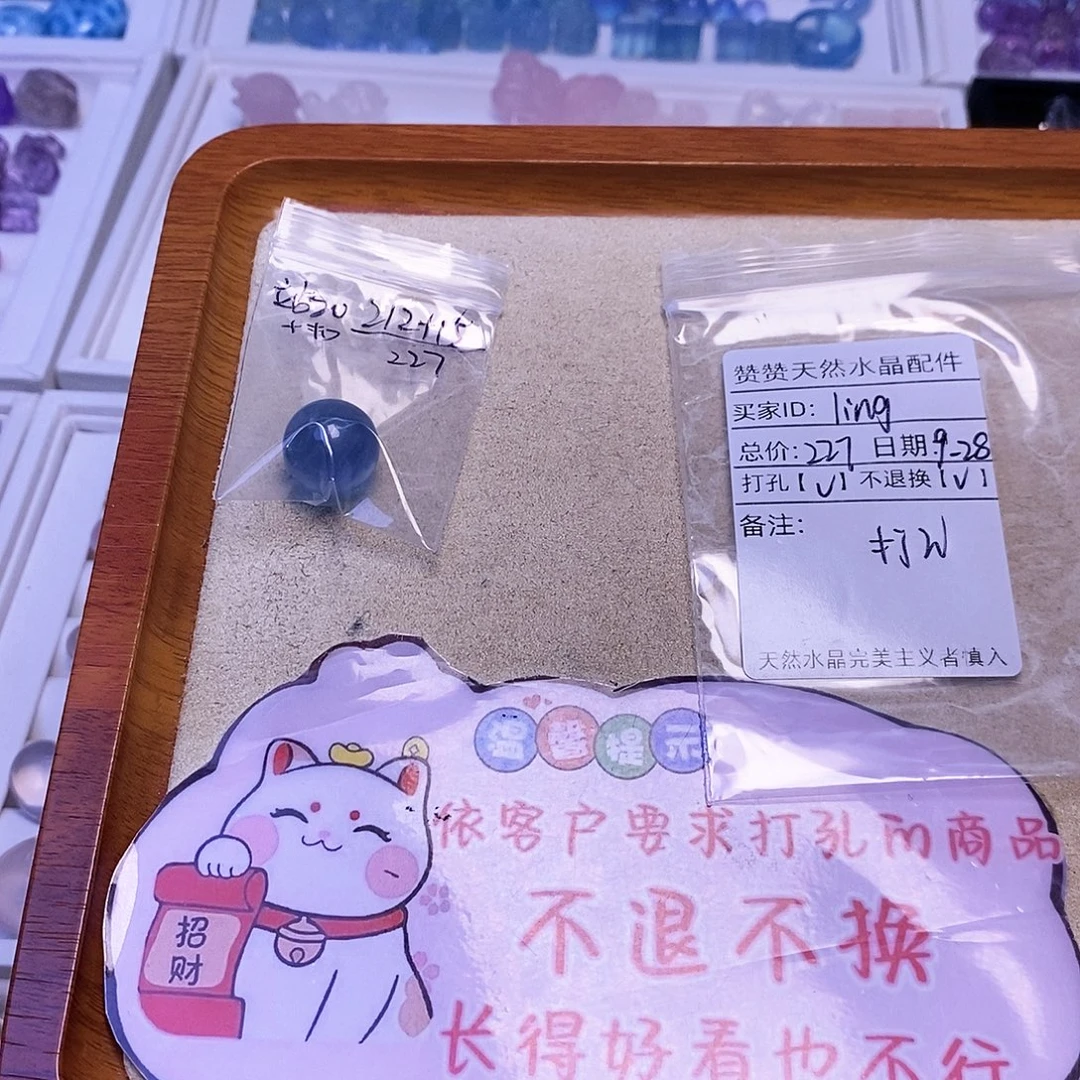 212+15
227
赞赞天然水晶配件
买家ID: ling
总价: 227 日期: 9-28
打孔【√】不退换【√】
备注:
天然水晶完美主义者慎入
温馨提示
依客户要求打孔的商品
不退不换
长得好看也不行
招
财